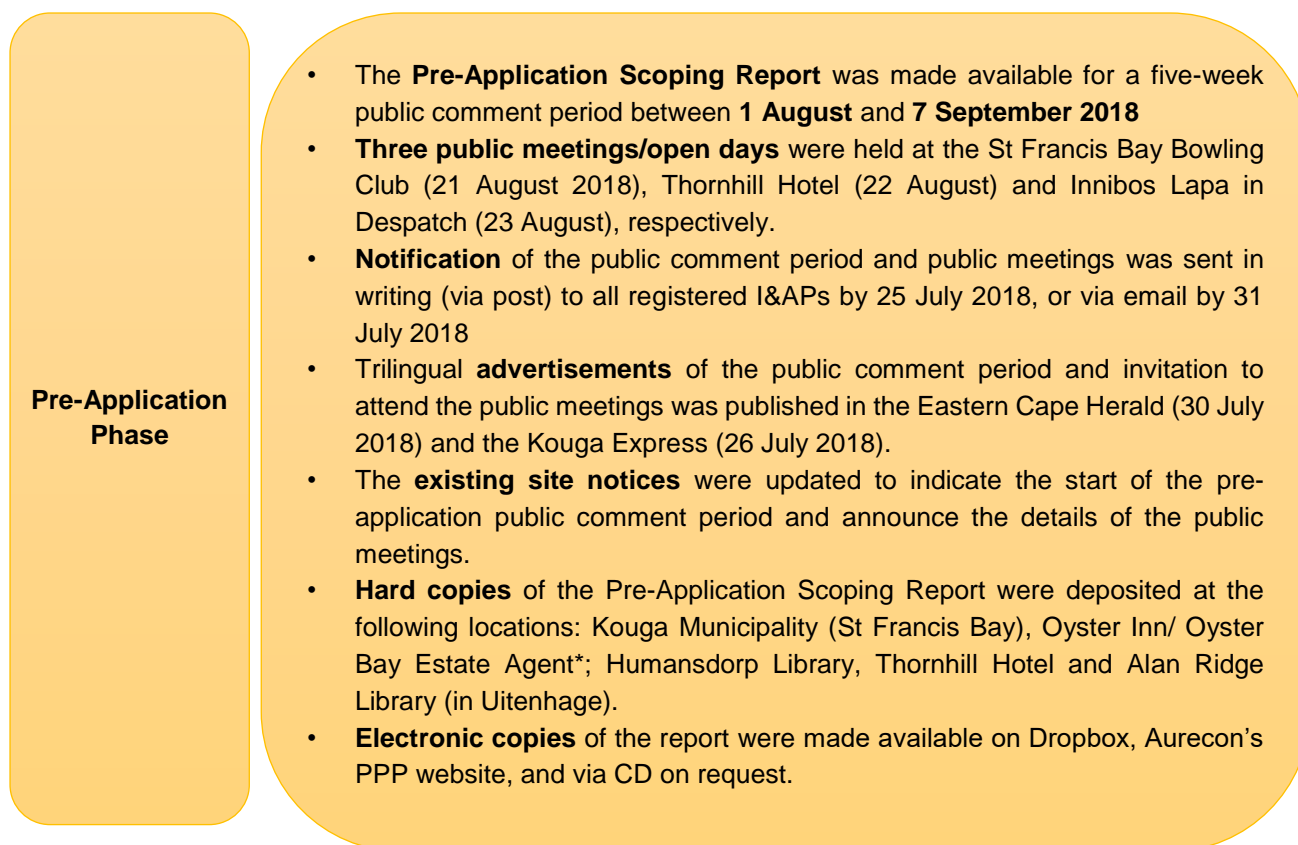 Pre-Application
Phase
• The Pre-Application Scoping Report was made available for a five-week
public comment period between 1 August and 7 September 2018
• Three public meetings/open days were held at the St Francis Bay Bowling
Club (21 August 2018), Thornhill Hotel (22 August) and Innibos Lapa in
Despatch (23 August), respectively.
• Notification of the public comment period and public meetings was sent in
writing (via post) to all registered I&APs by 25 July 2018, or via email by 31
July 2018
• Trilingual advertisements of the public comment period and invitation to
attend the public meetings was published in the Eastern Cape Herald (30 July
2018) and the Kouga Express (26 July 2018).
• The existing site notices were updated to indicate the start of the pre-
application public comment period and announce the details of the public
meetings.
• Hard copies of the Pre-Application Scoping Report were deposited at the
following locations: Kouga Municipality (St Francis Bay), Oyster Inn/ Oyster
Bay Estate Agent*; Humansdorp Library, Thornhill Hotel and Alan Ridge
Library (in Uitenhage).
• Electronic copies of the report were made available on Dropbox, Aurecon's
PPP website, and via CD on request.